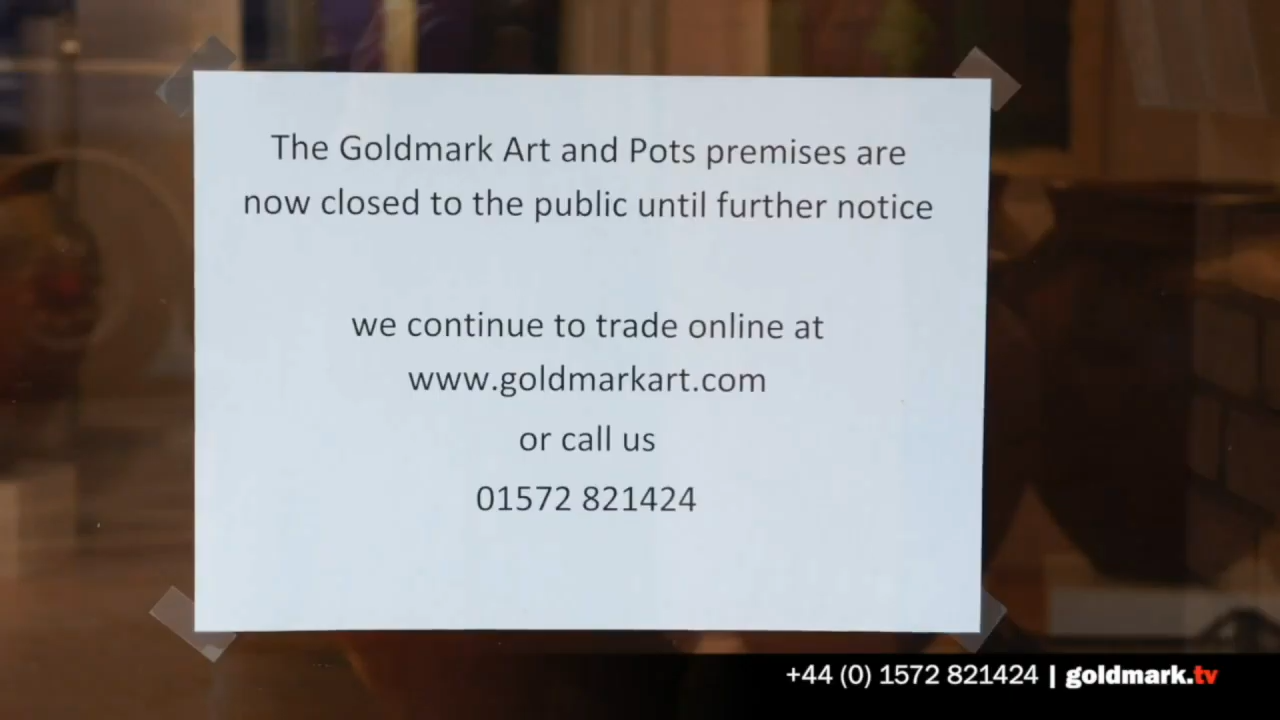 The Goldmark Art and Pots premises are
now closed to the public until further notice
we continue to trade online at
www.goldmarkart.com
or call us
01572 821424
+44 (0) 1572 821424 | goldmark.tv